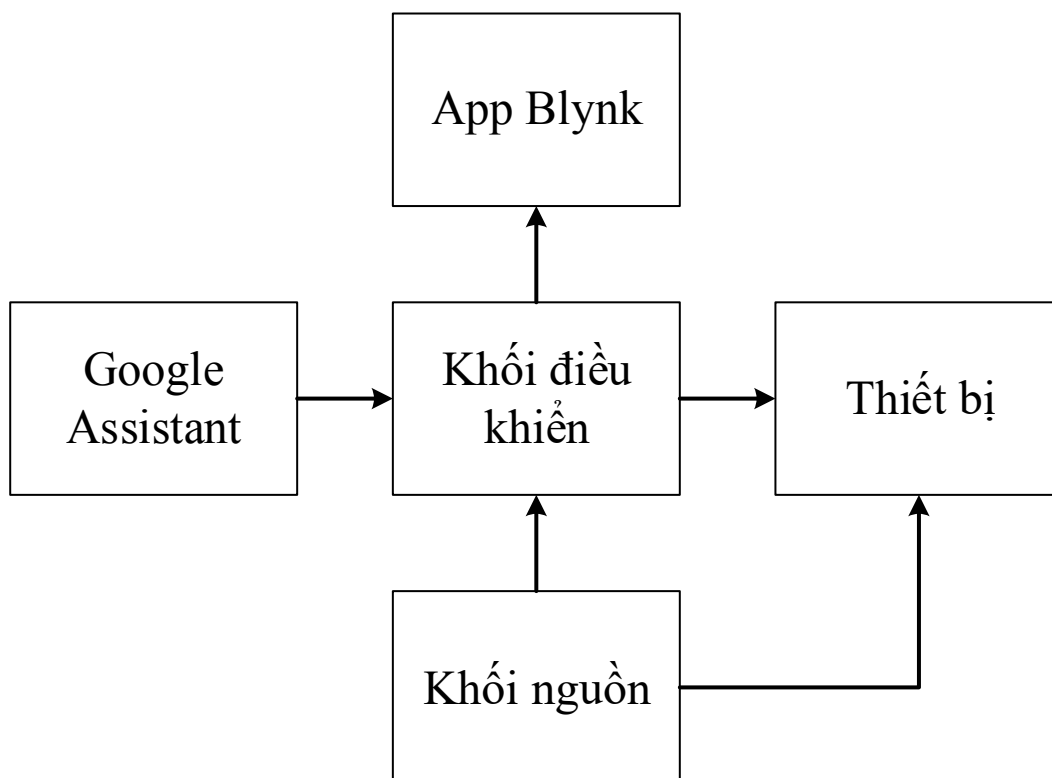 App Blynk
Google
Assistant
Khối điều
khiển
Thiết bị
Khối nguồn